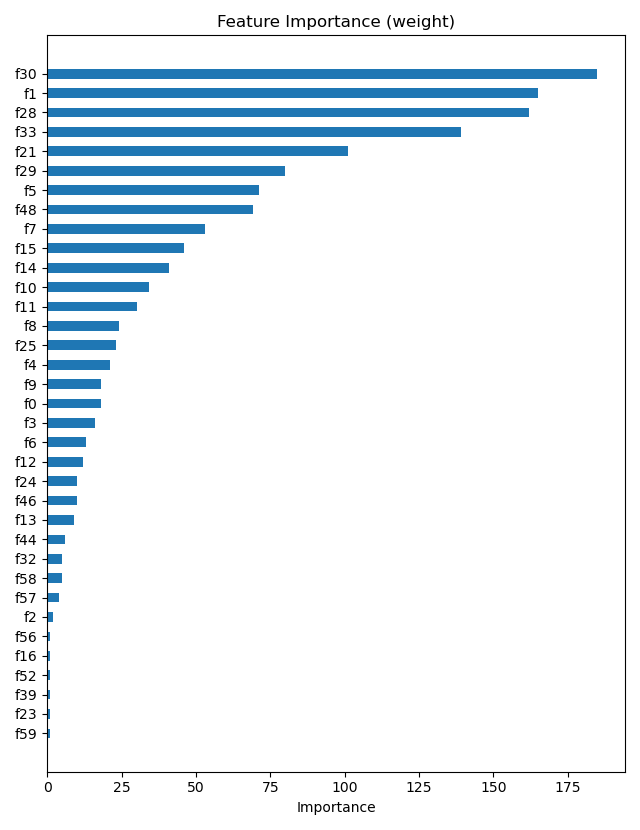 Feature Importance (weight)
f30
f1
f28
f33
f21
f29
f5
f48
f7
f15
f14
f10
f11
f8
f25
f4
f9
f0
f3
f6
f12
f24
f46
f13
f44
f32
f58
f57
f2
f56
f16
f52
f39
f23
f59
0 25 50 75 100 125 150 175
Importance